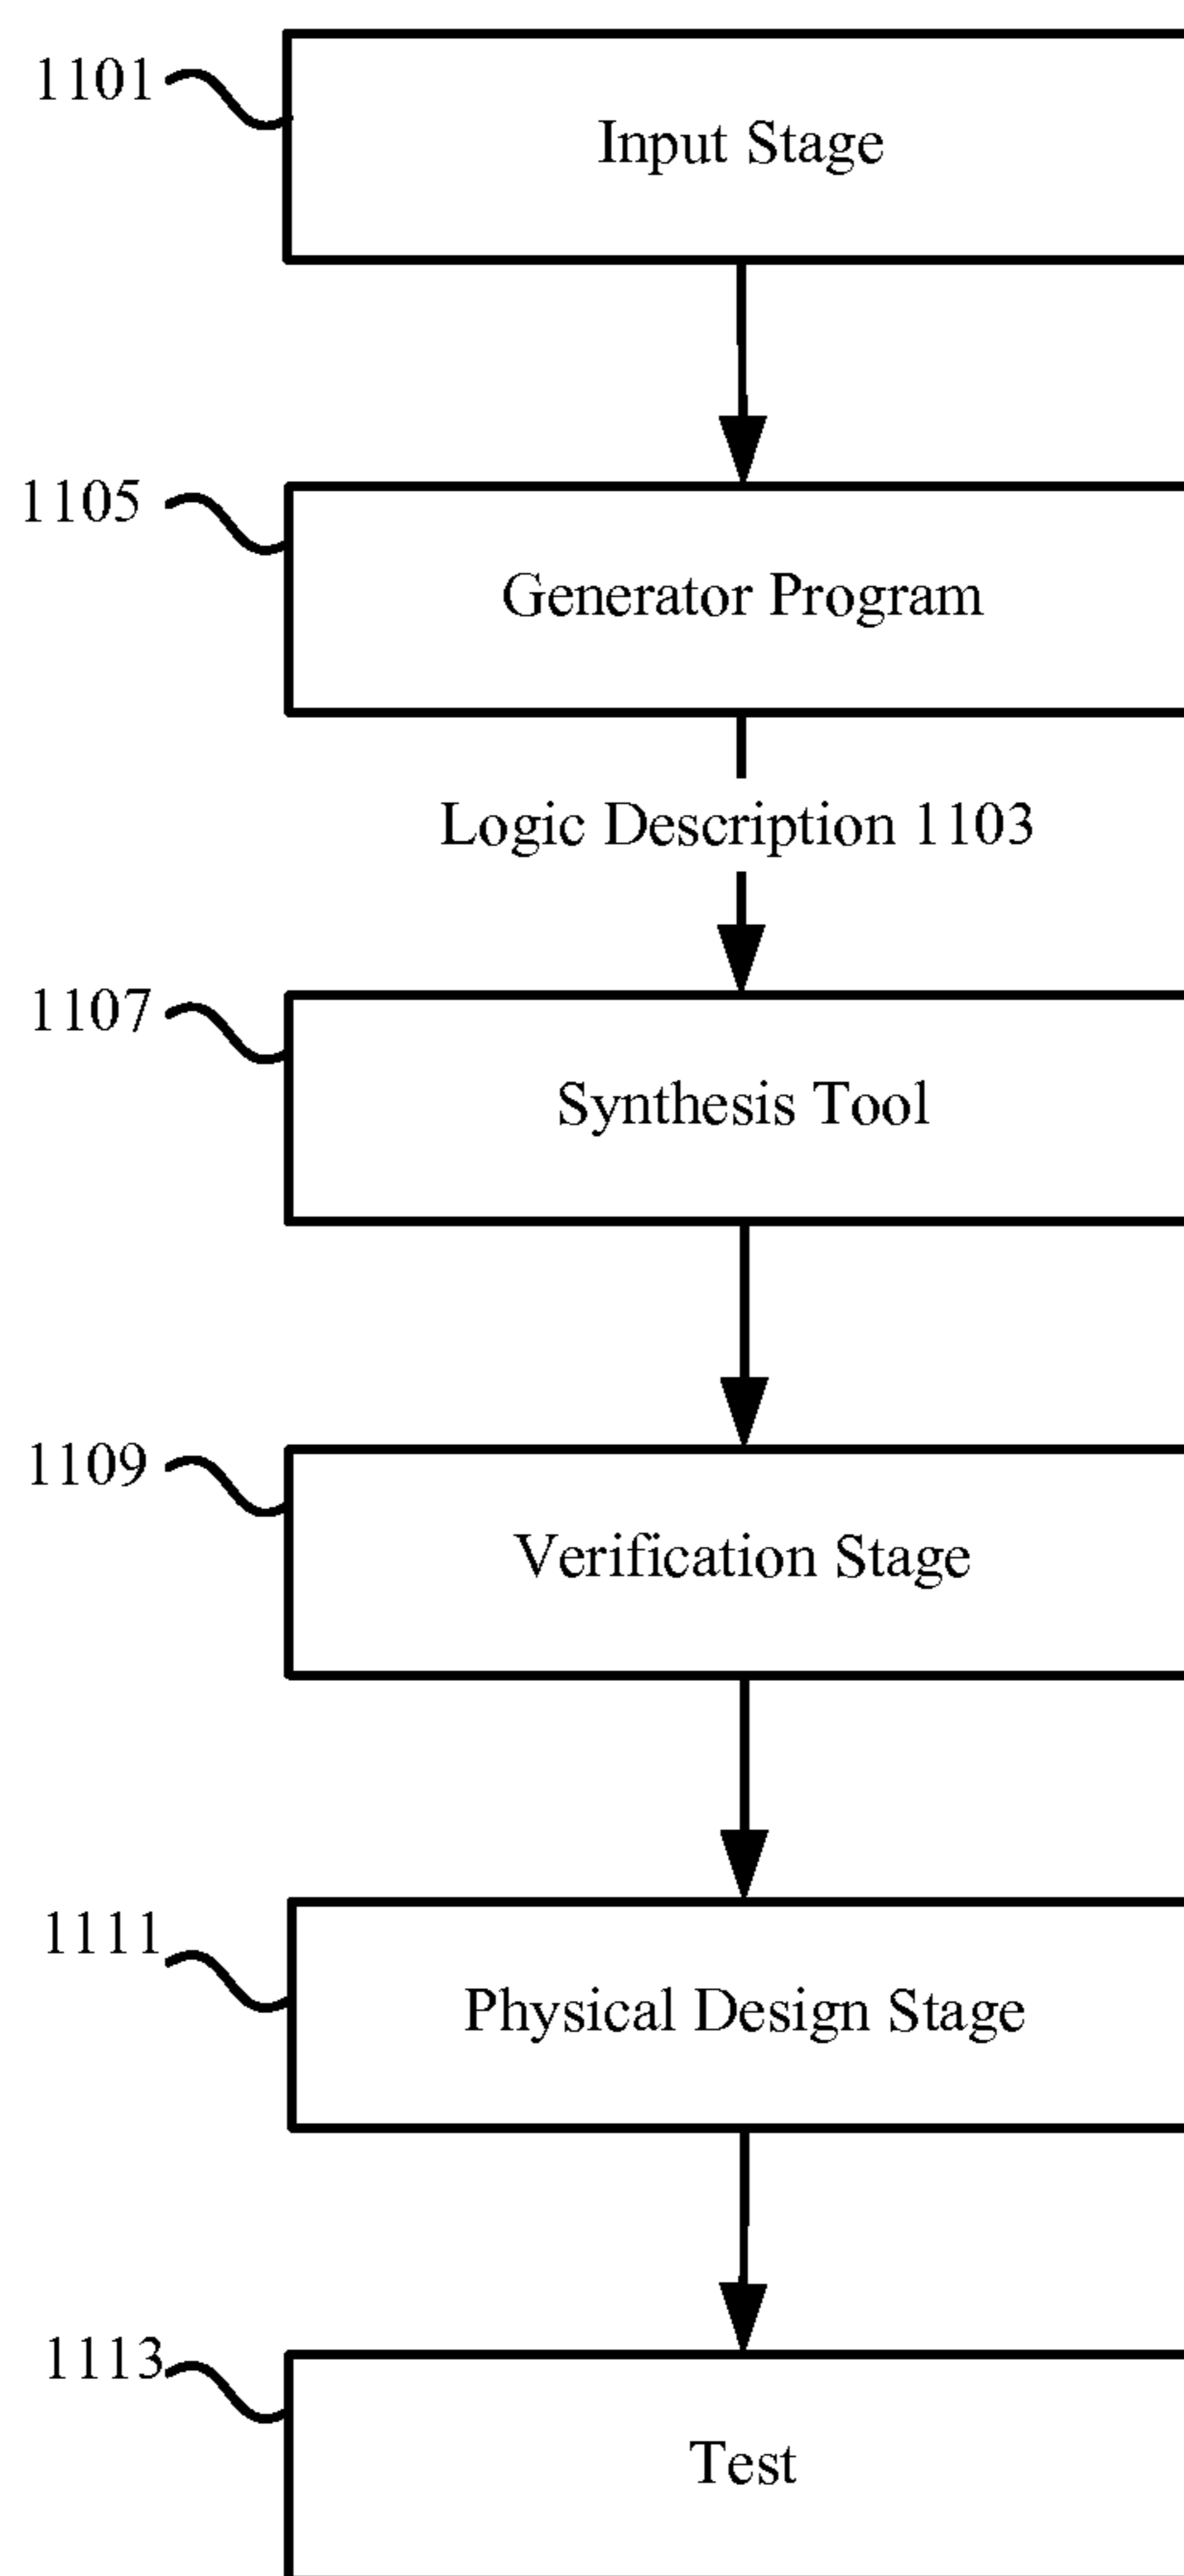 1101
Input Stage
1105
Generator Program
Logic Description 1103
1107
Synthesis Tool
1109
Verification Stage
1111
Physical Design Stage
1113
Test